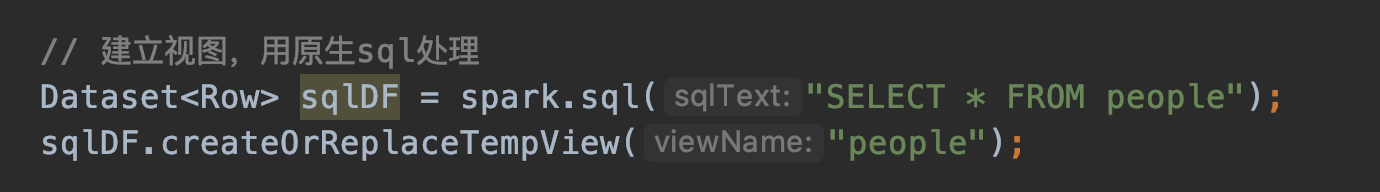 // 建立视图，用原生sql处理
Dataset<Row> sqlDF = spark.sql( sqlText: "SELECT * FROM people");
sqlDF.createOrReplaceTempView( viewName: "people");